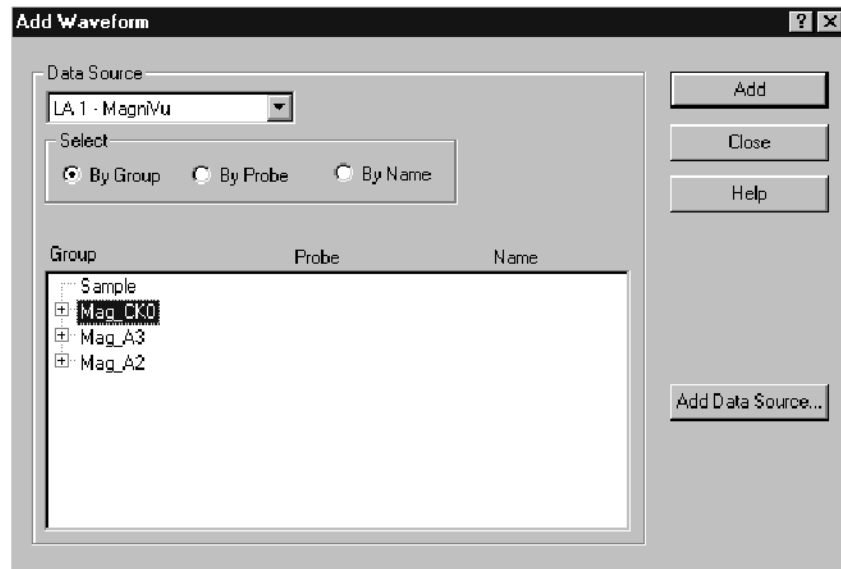 Add Waveform
Data Source
LA 1 - MagniVu
Select
By Group By Probe By Name
Group Probe Name
Sample
Mag_CK0
Mag_A3
Mag_A2
Add
Close
Help
Add Data Source...